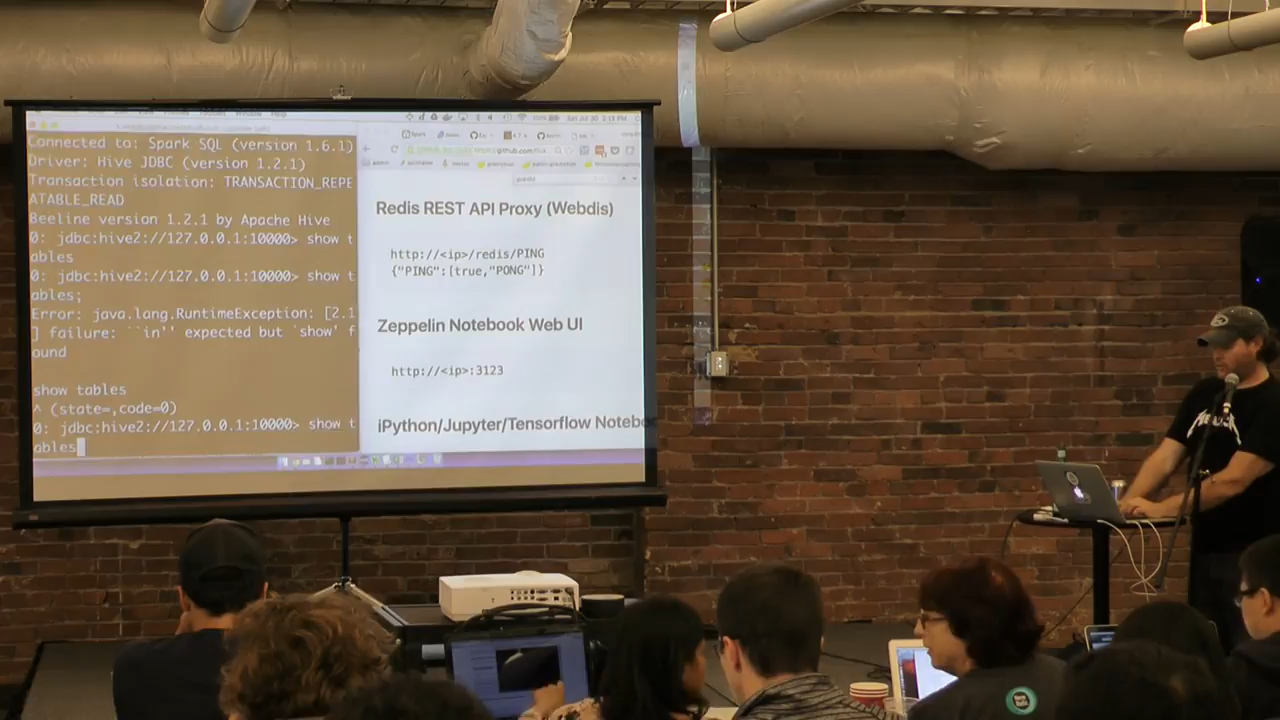 Connected to: Spark SQL (version 1.6.1)
Driver: Hive JDBC (version 1.2.1)
Transaction isolation: TRANSACTION_REPE
ATABLE_READ
Beeline version 1.2.1 by Apache Hive
0: jdbc:hive2://127.0.0.1:10000> show t
ables
0: jdbc:hive2://127.0.0.1:10000> show t
ables;
Error: java.lang.RuntimeException: [2.1
] failure: ``in'' expected but `show' f
ound
show tables
^ (state=,code=0)
0: jdbc:hive2://127.0.0.1:10000> show t
ables
Redis REST API Proxy (Webdis)
http://<ip>/redis/PING
{"PING":[true,"PONG"]}
Zeppelin Notebook Web UI
http://<ip>:3123
iPython/Jupyter/Tensorflow Noteboo